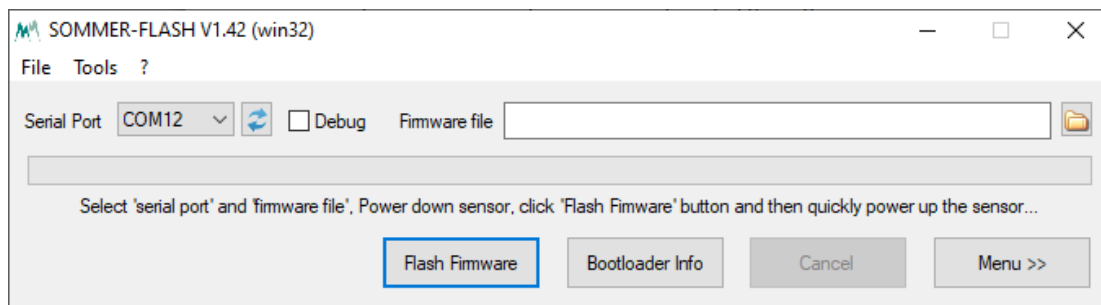 SOMMER-FLASH V1.42 (win32)
File Tools ?
Serial Port COM12 Debug Firmware file
Select 'serial port' and 'firmware file', Power down sensor, click 'Flash Fimware' button and then quickly power up the sensor...
Flash Firmware Bootloader Info Cancel Menu >>